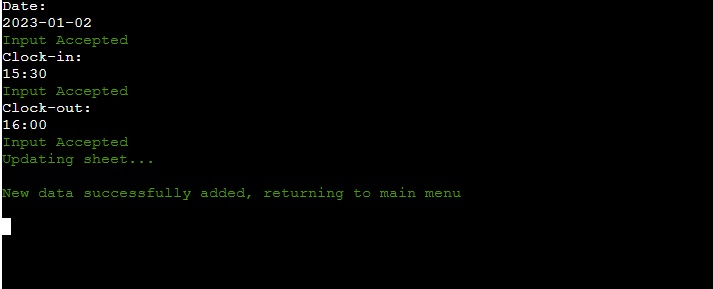 Date:
2023-01-02
Input Accepted
Clock-in:
15:30
Input Accepted
Clock-out:
16:00
Input Accepted
Updating sheet...
New data successfully added, returning to main menu